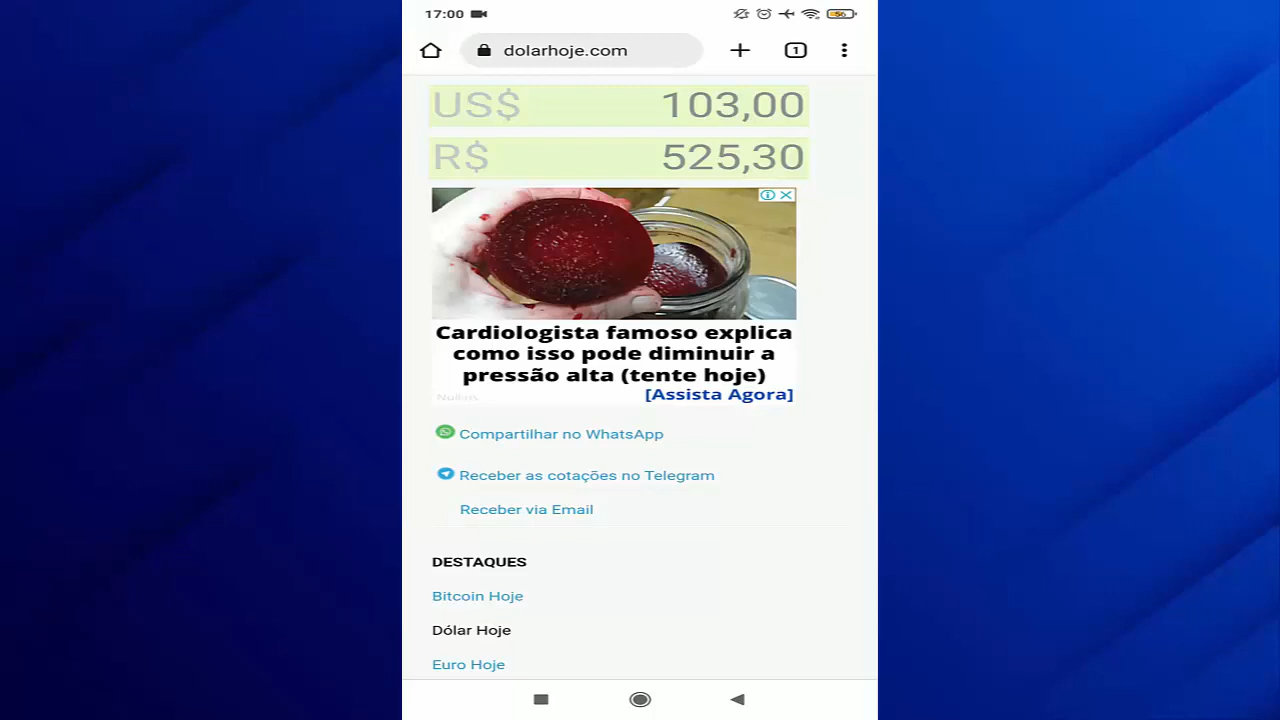 17:00
56
dolarhoje.com
1
US$ 103,00
R$ 525,30
Cardiologista famoso explica
como isso pode diminuir a
pressão alta (tente hoje)
[Assista Agora]
Compartilhar no WhatsApp
Receber as cotações no Telegram
Receber via Email
DESTAQUES
Bitcoin Hoje
Dólar Hoje
Euro Hoje